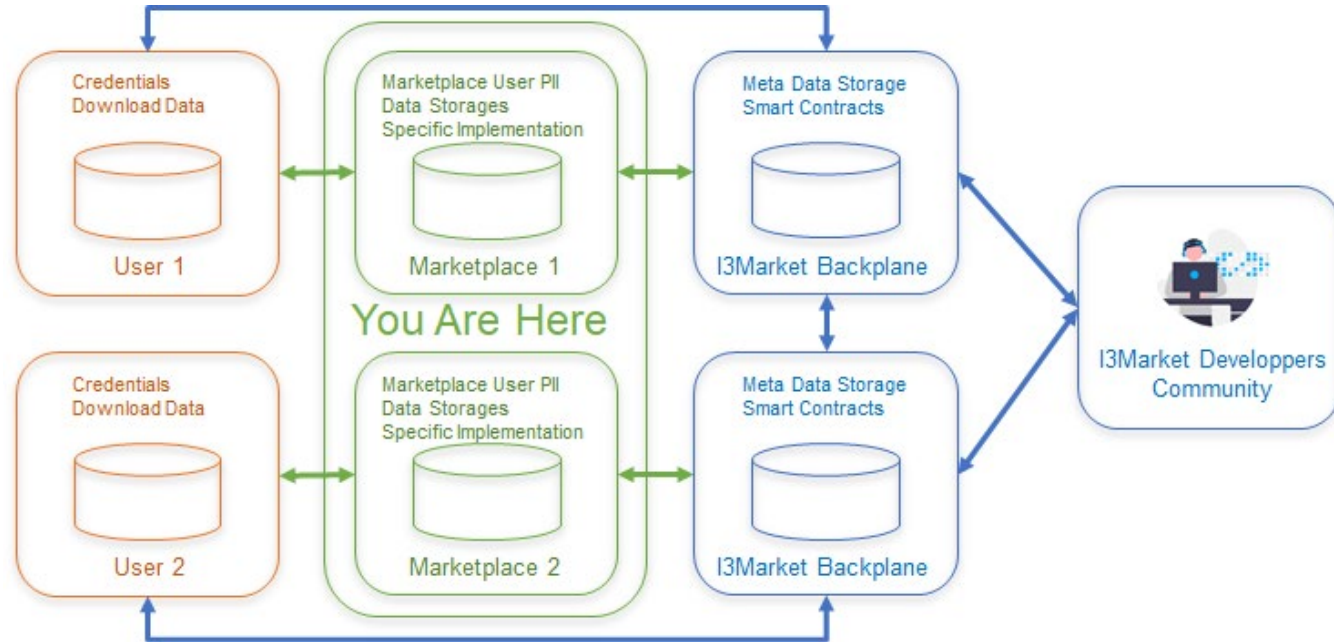 Credentials
Download Data
User 1
Marketplace User PII
Data Storages
Specific Implementation
Marketplace 1
Meta Data Storage
Smart Contracts
I3Market Backplane
You Are Here
Credentials
Download Data
User 2
Marketplace User PII
Data Storages
Specific Implementation
Marketplace 2
Meta Data Storage
Smart Contracts
I3Market Backplane
I3Market Developpers
Community